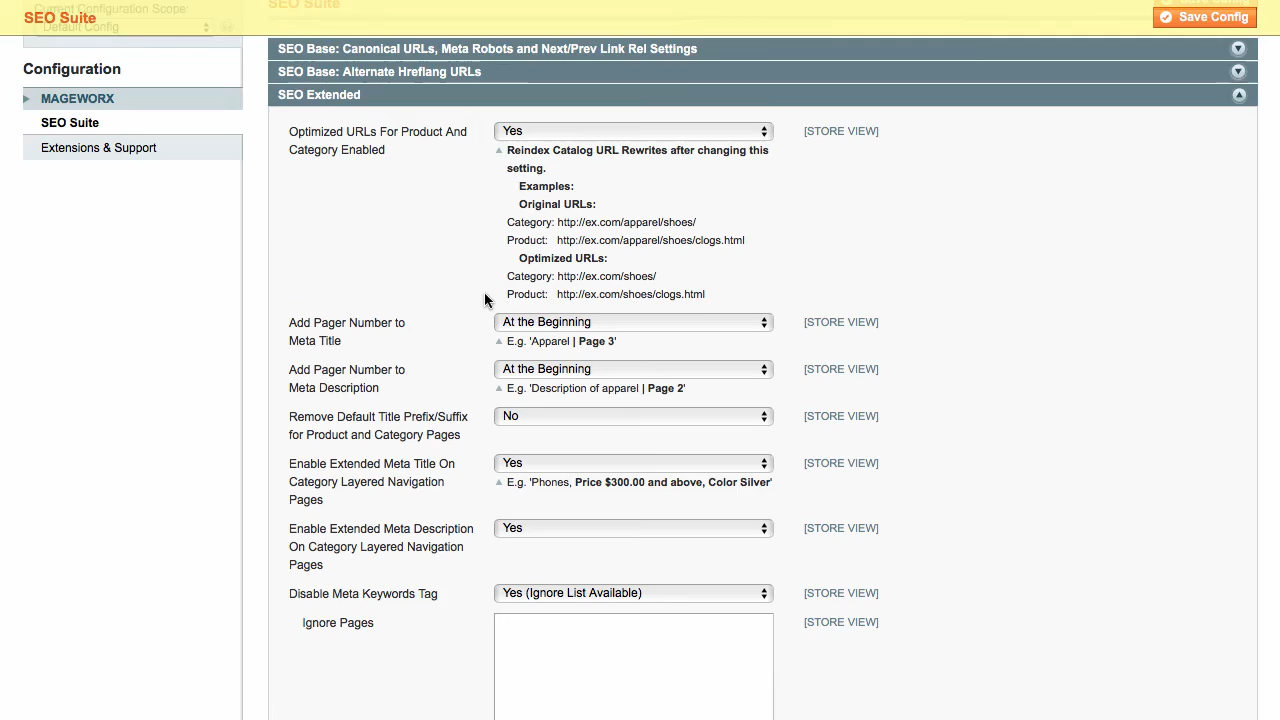 Current Configuration Scope:
SEO Suite
Default Config
SEO Suite
Save Config
Save Config
Configuration
MAGEWORX
SEO Suite
Extensions & Support
SEO Base: Canonical URLs, Meta Robots and Next/Prev Link Rel Settings
SEO Base: Alternate Hreflang URLs
SEO Extended
Optimized URLs For Product And
Category Enabled
Yes
[STORE VIEW]
Reindex Catalog URL Rewrites after changing this
setting.
Examples:
Original URLs:
Category: http://ex.com/apparel/shoes/
Product: http://ex.com/apparel/shoes/clogs.html
Optimized URLs:
Category: http://ex.com/shoes/
Product: http://ex.com/shoes/clogs.html
Add Pager Number to
Meta Title
At the Beginning
[STORE VIEW]
E.g. 'Apparel | Page 3'
Add Pager Number to
Meta Description
At the Beginning
[STORE VIEW]
E.g. 'Description of apparel | Page 2'
Remove Default Title Prefix/Suffix
for Product and Category Pages
No
[STORE VIEW]
Enable Extended Meta Title On
Category Layered Navigation
Pages
Yes
[STORE VIEW]
E.g. 'Phones, Price $300.00 and above, Color Silver'
Enable Extended Meta Description
On Category Layered Navigation
Pages
Yes
[STORE VIEW]
Disable Meta Keywords Tag
Yes (Ignore List Available)
[STORE VIEW]
Ignore Pages
[STORE VIEW]